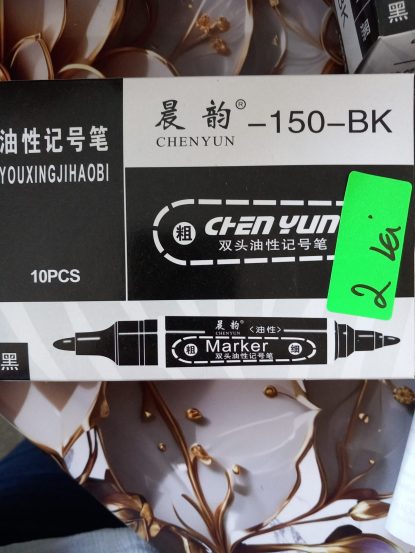 BK
黑
油性记号笔
YOUXINGJIHAOBI
10PCS
晨韵®-150-BK
CHENYUN
粗 CHEN YUN
双头油性记号笔
2 lei
晨韵 <油性>
CHENYUN
粗 Marker 细
双头油性记号笔
黑